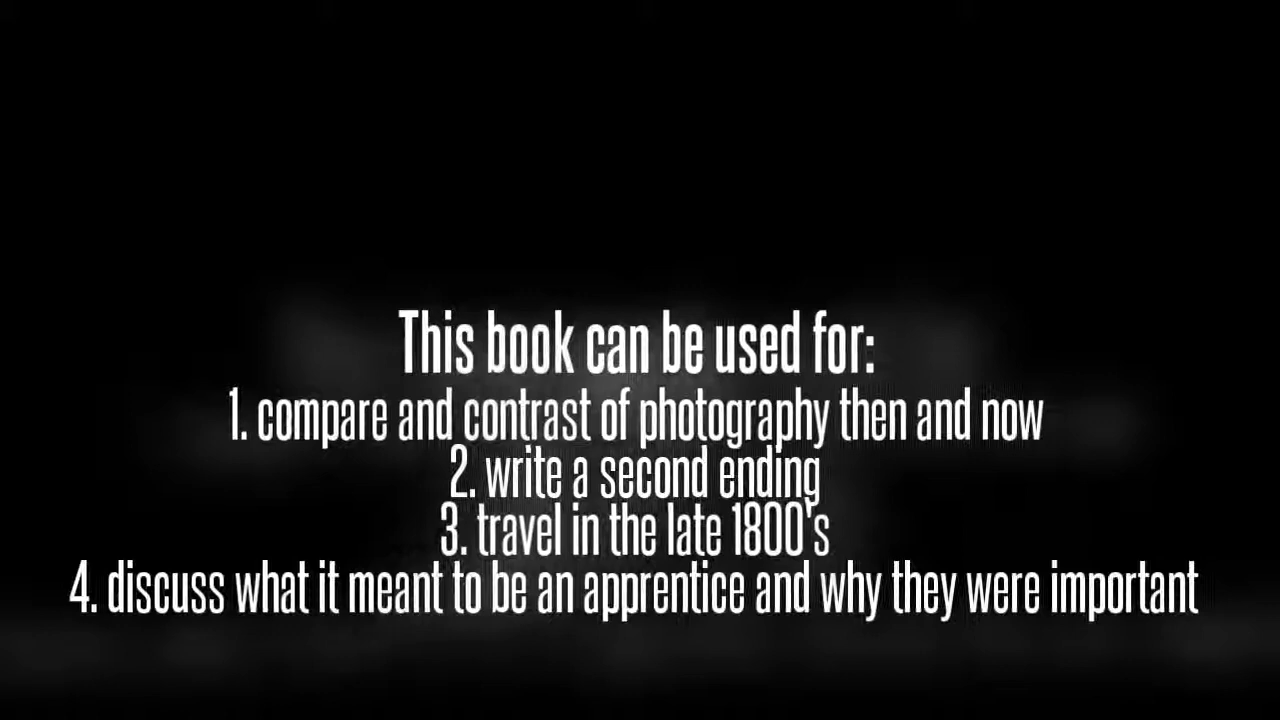 This book can be used for:
1. compare and contrast of photography then and now
2. write a second ending
3. travel in the late 1800's
4. discuss what it meant to be an apprentice and why they were important